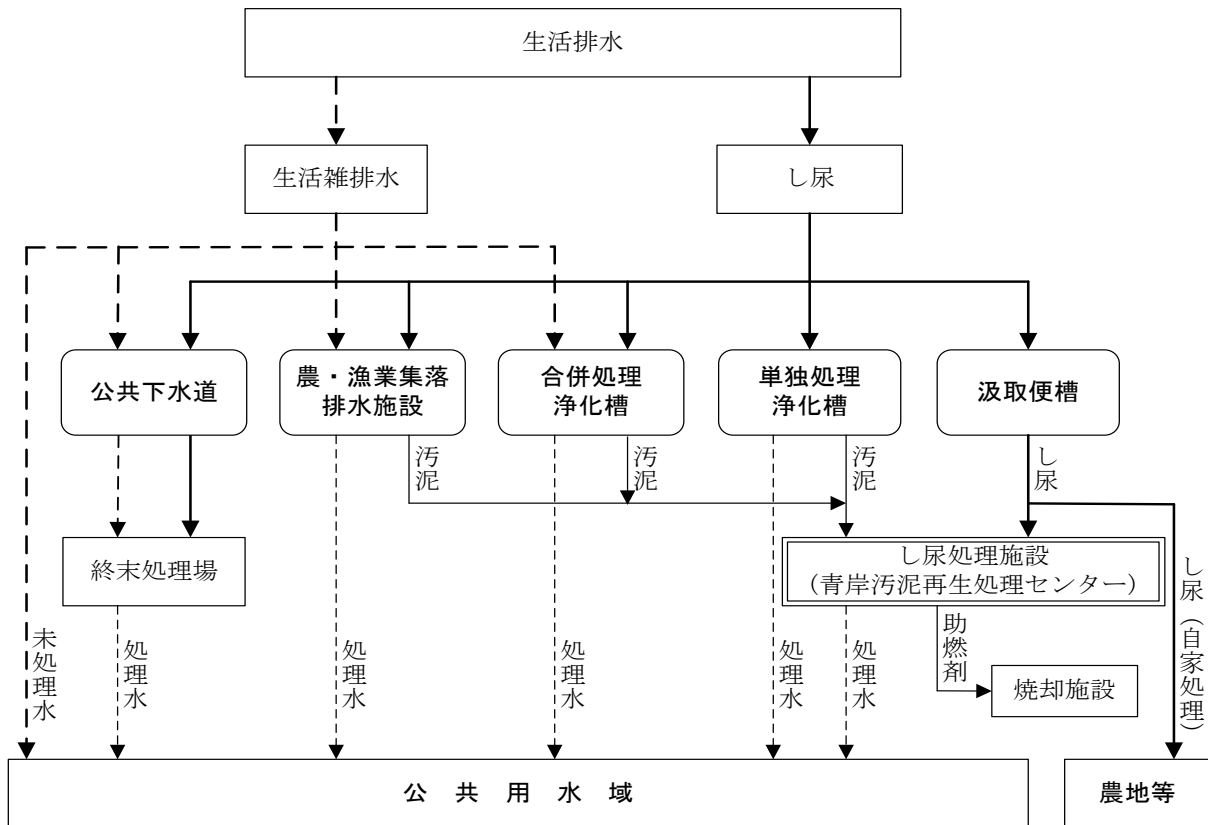 生活排水
生活雑排水
し尿
公共下水道
農・漁業集落
排水施設
合併処理
浄化槽
単独処理
浄化槽
汲取便槽
汚泥
汚泥
汚泥
し尿
終末処理場
し尿処理施設
（青岸汚泥再生処理センター）
未処理水
処理水
処理水
処理水
処理水
処理水
助燃剤
焼却施設
し尿（自家処理）
公共用水域
農地等